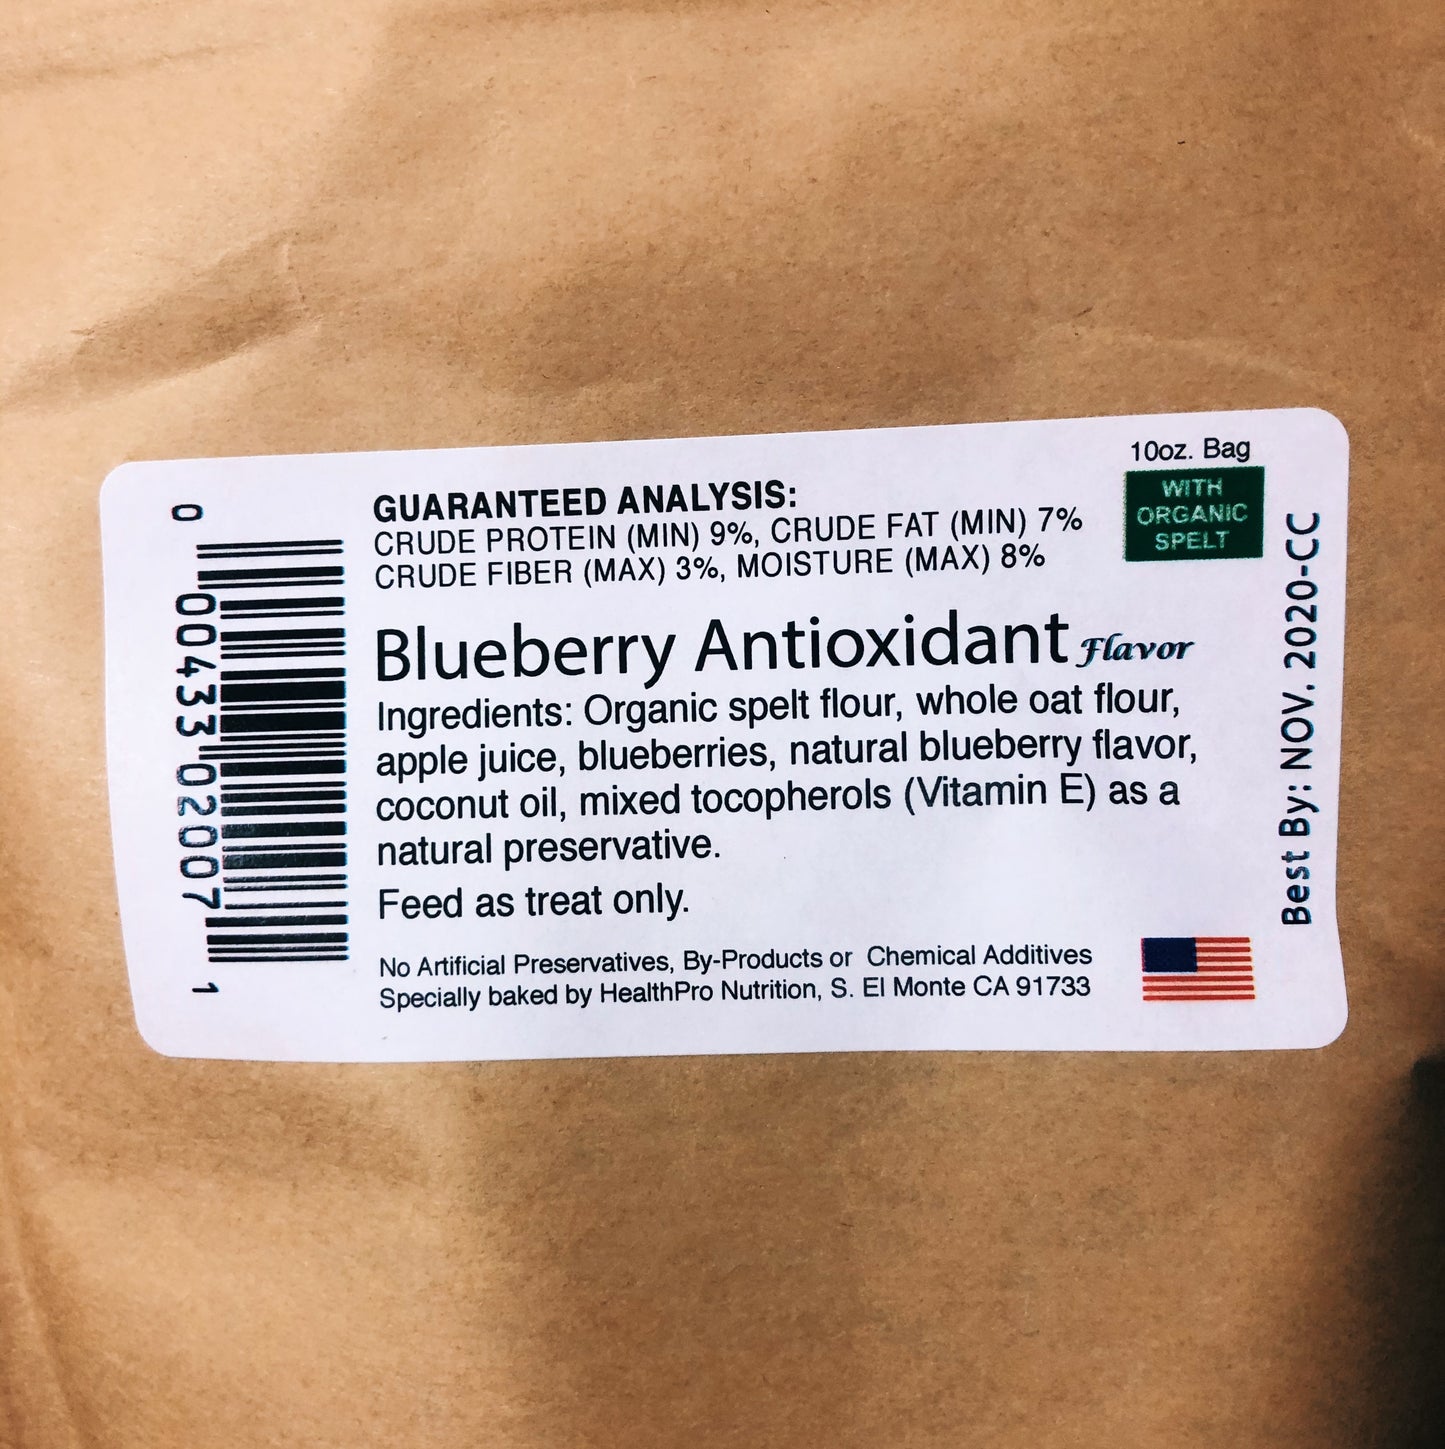 10oz. Bag
WITH
ORGANIC
SPELT
GUARANTEED ANALYSIS:
CRUDE PROTEIN (MIN) 9%, CRUDE FAT (MIN) 7%
CRUDE FIBER (MAX) 3%, MOISTURE (MAX) 8%
Blueberry Antioxidant Flavor
Ingredients: Organic spelt flour, whole oat flour,
apple juice, blueberries, natural blueberry flavor,
coconut oil, mixed tocopherols (Vitamin E) as a
natural preservative.
Feed as treat only.
No Artificial Preservatives, By-Products or Chemical Additives
Specially baked by HealthPro Nutrition, S. El Monte CA 91733
Best By: NOV. 2020-CC
0 00433 02007 1